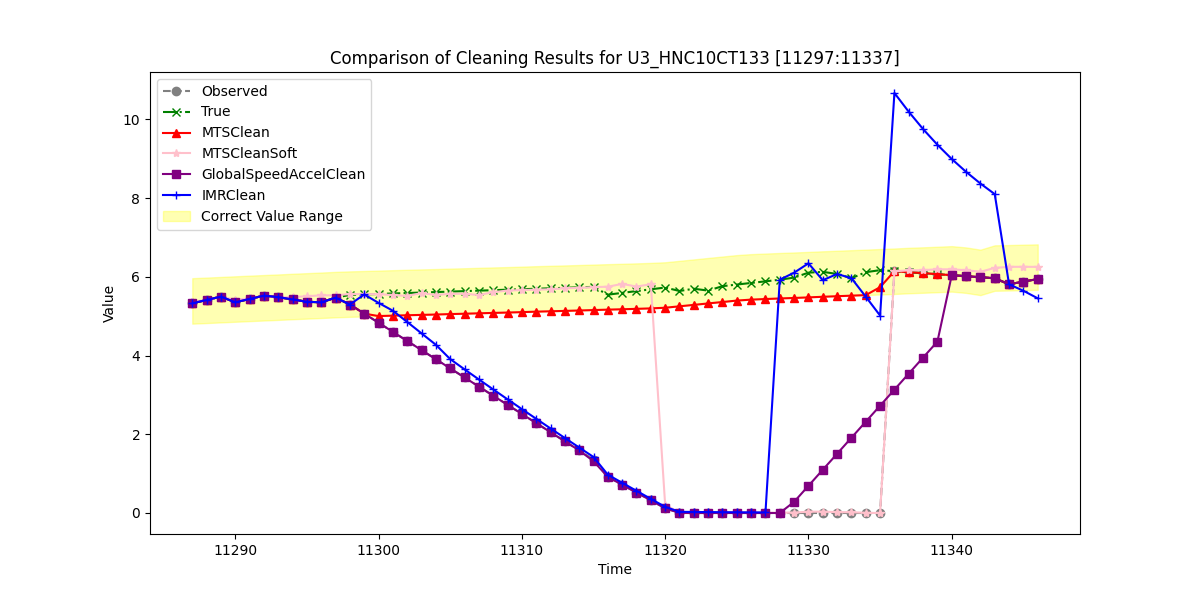 Comparison of Cleaning Results for U3_HNC10CT133 [11297:11337]
Observed
True
MTSClean
MTSCleanSoft
GlobalSpeedAccelClean
IMRClean
Correct Value Range
Value
10
8
6
4
2
0
11290 11300 11310 11320 11330 11340
Time